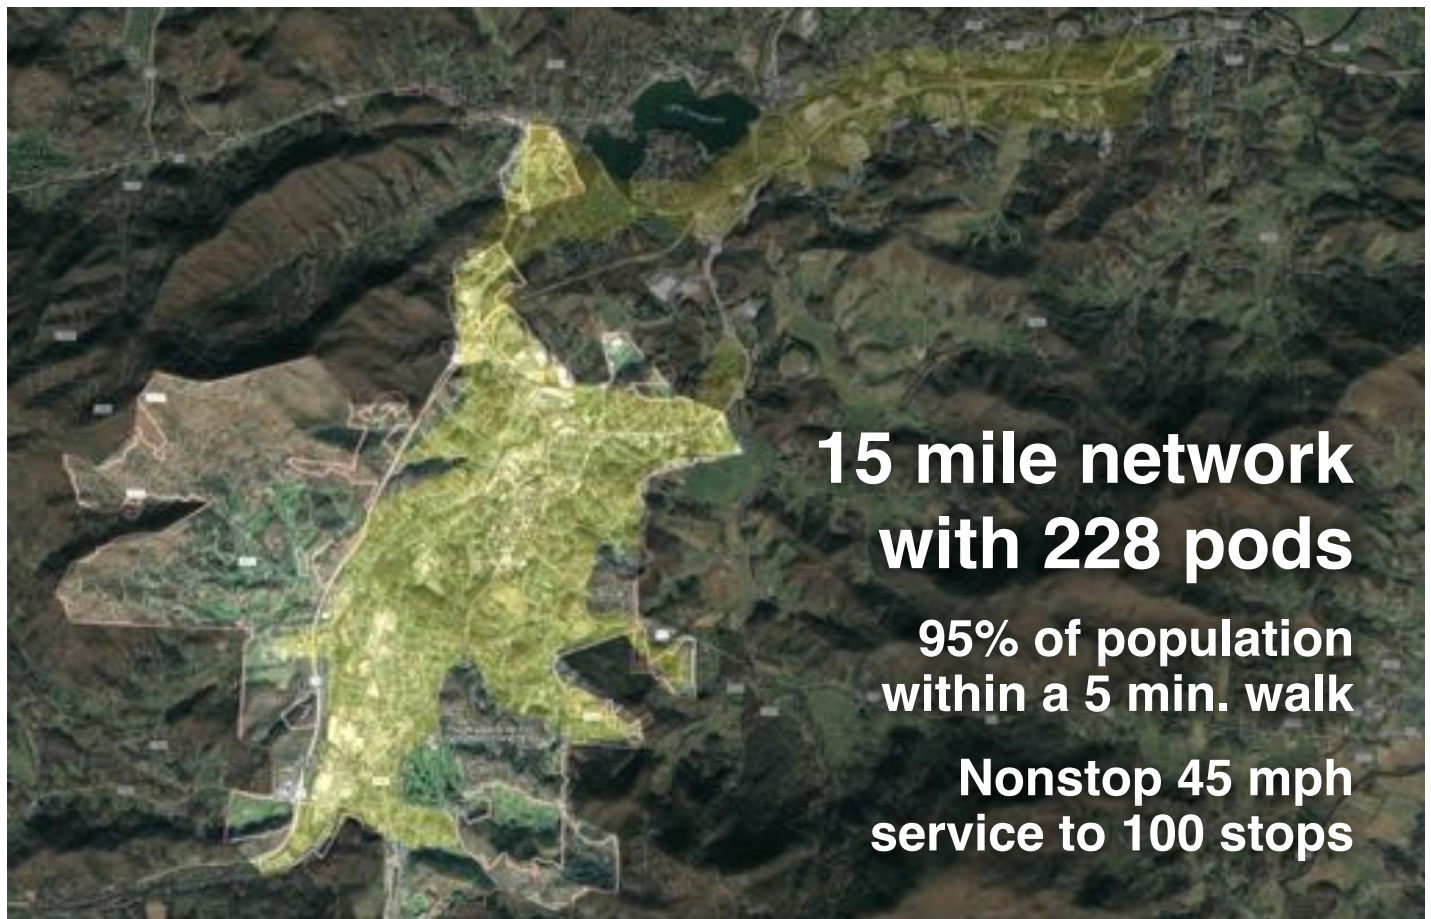 15 mile network
with 228 pods
95% of population
within a 5 min. walk
Nonstop 45 mph
service to 100 stops